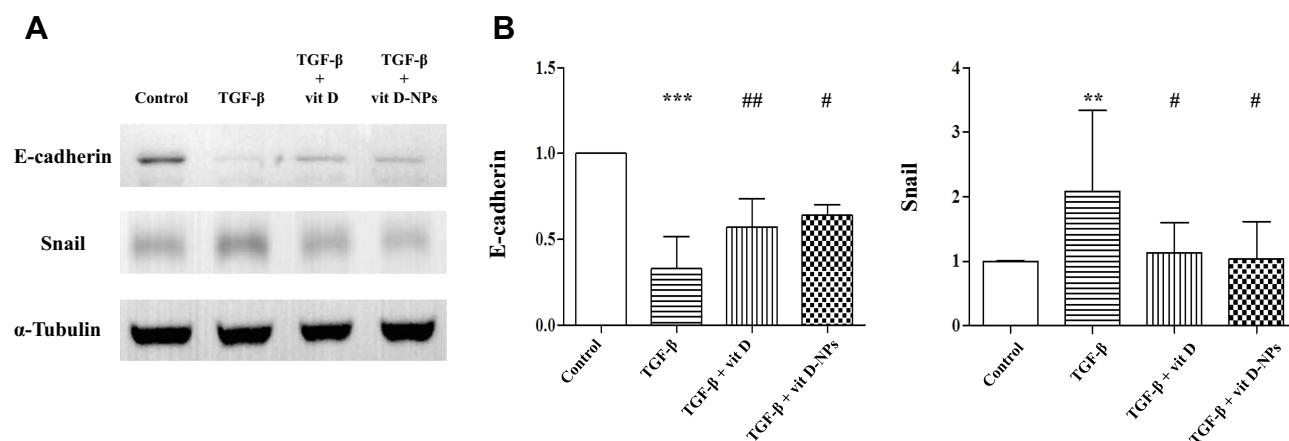 A
Control
TGF-β
TGF-β
+
vit D
TGF-β
+
vit D-NPs
E-cadherin
Snail
α-Tubulin
B
E-cadherin
1.5
1.0
0.5
0.0
***
##
#
Control
TGF-β
TGF-β + vit D
TGF-β + vit D-NPs
Snail
4
3
2
1
0
**
#
#
Control
TGF-β
TGF-β + vit D
TGF-β + vit D-NPs